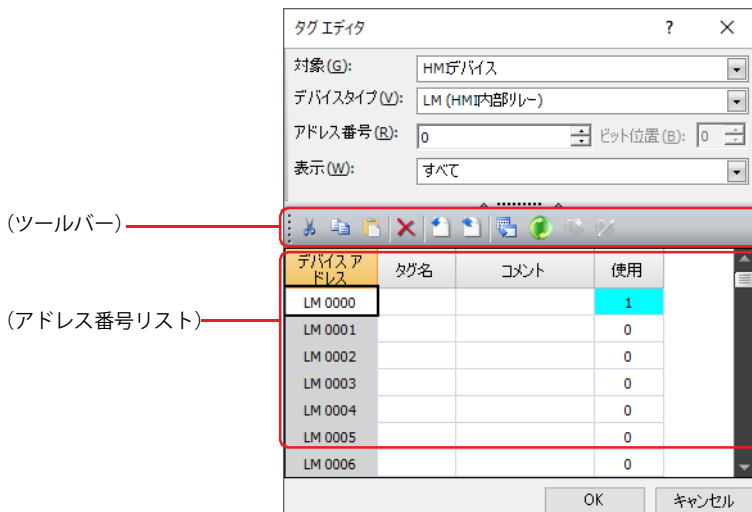 タグ エディタ ? ×
対象(G): HMIデバイス
デバイスタイプ(V): LM (HMI内部リレー)
アドレス番号(R): 0 ビット位置(B): 0
表示(W): すべて
(ツールバー)
デバイス ア
ドレス タグ名 コメント 使用
(アドレス番号リスト)
LM 0000 1
LM 0001 0
LM 0002 0
LM 0003 0
LM 0004 0
LM 0005 0
LM 0006 0
OK キャンセル